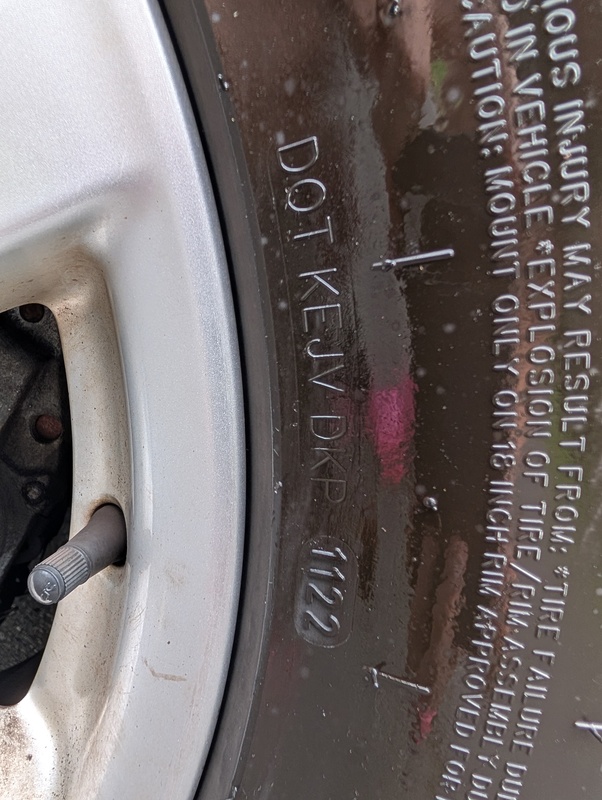 IOUS INJURY MAY RESULT FROM: *TIRE FAILURE DU
S IN VEHICLE *EXPLOSION OF TIRE/RIM ASSEMBLY DU
CAUTION: MOUNT ONLY ON 18 INCH RIM APPROVED FOR
DOT KEJV DKP 1122